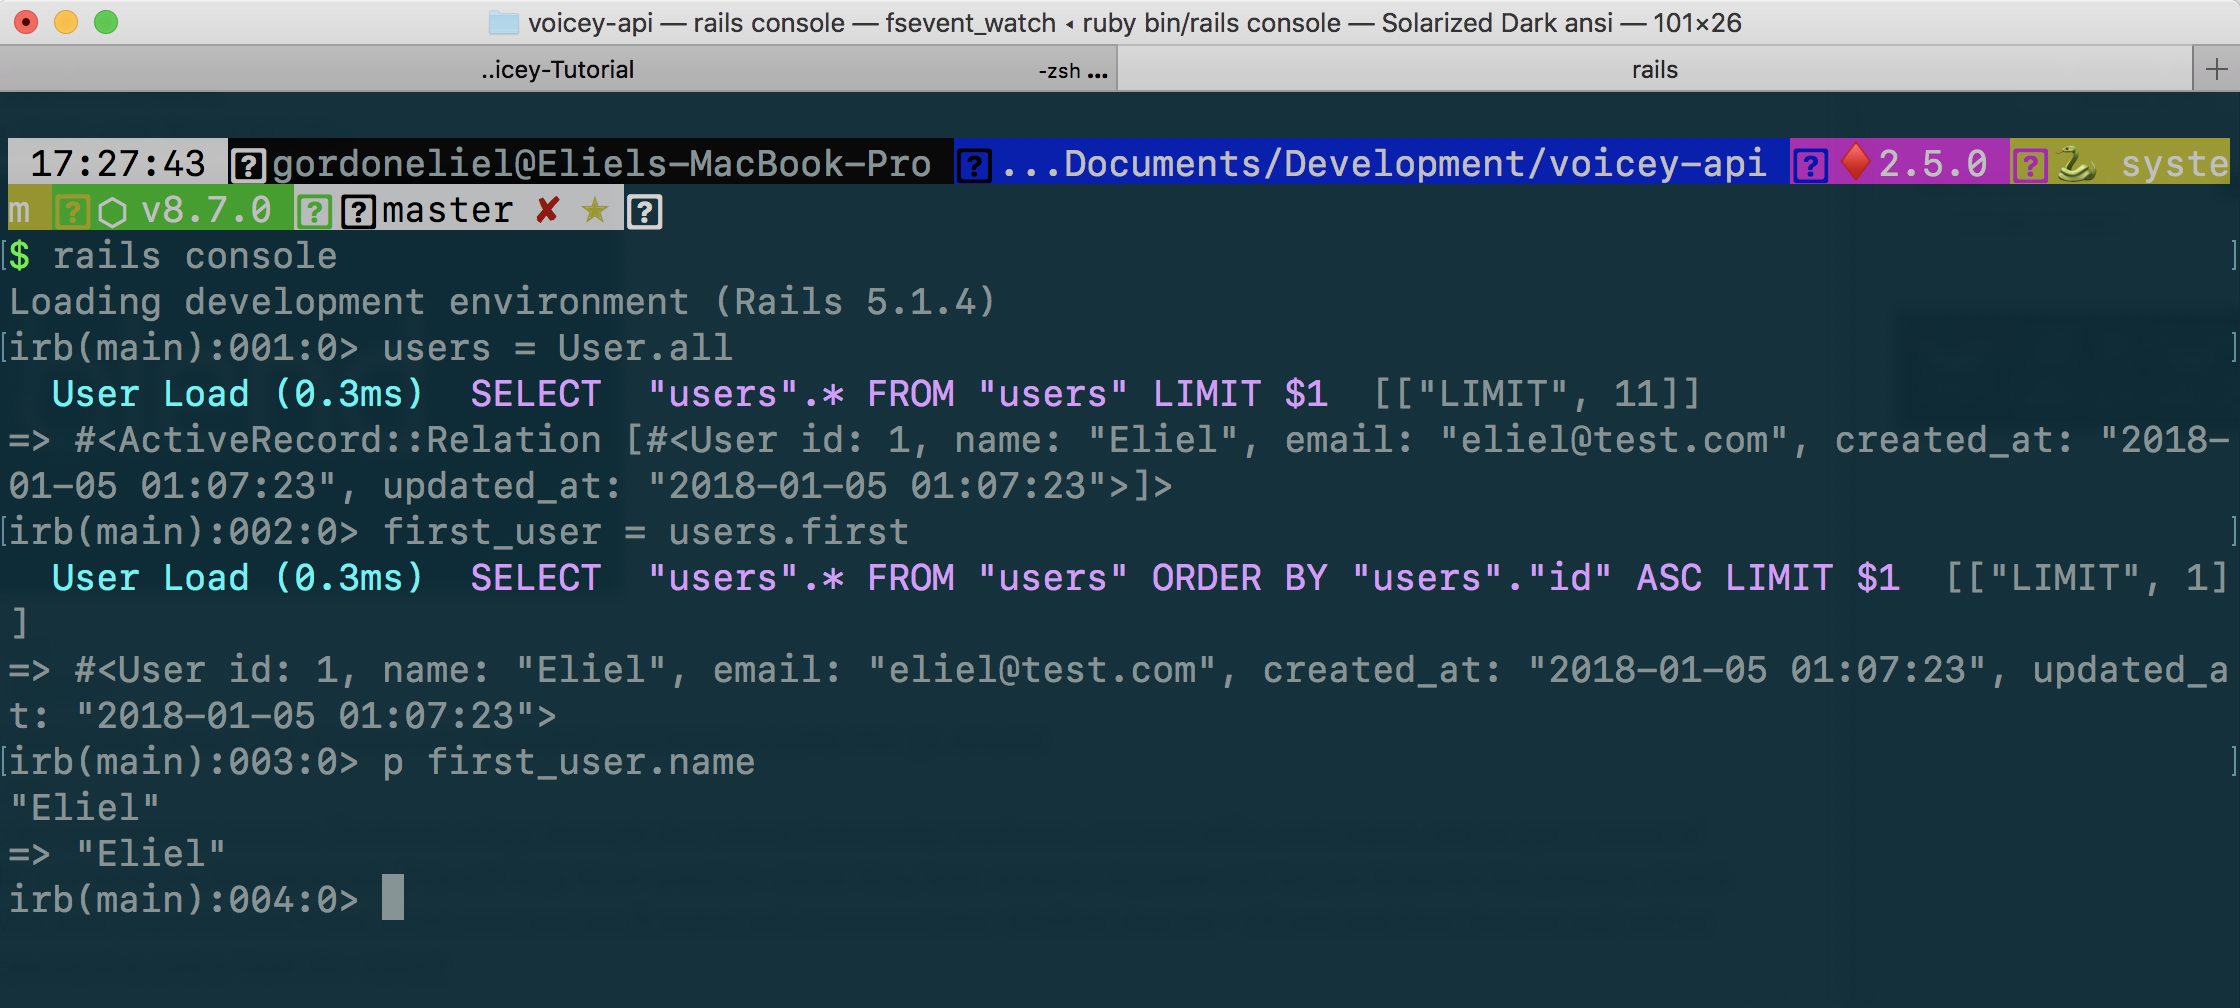 voicey-api — rails console — fsevent_watch ◂ ruby bin/rails console — Solarized Dark ansi — 101×26
..icey-Tutorial -zsh ... rails +
17:27:43 gordoneliel@Eliels-MacBook-Pro ...Documents/Development/voicey-api 2.5.0 syste
m v8.7.0 master ✘ ★
$ rails console
Loading development environment (Rails 5.1.4)
irb(main):001:0> users = User.all
User Load (0.3ms)  SELECT  "users".* FROM "users" LIMIT $1  [["LIMIT", 11]]
=> #<ActiveRecord::Relation [#<User id: 1, name: "Eliel", email: "eliel@test.com", created_at: "2018-
01-05 01:07:23", updated_at: "2018-01-05 01:07:23">]>
irb(main):002:0> first_user = users.first
User Load (0.3ms)  SELECT  "users".* FROM "users" ORDER BY "users"."id" ASC LIMIT $1  [["LIMIT", 1]
]
=> #<User id: 1, name: "Eliel", email: "eliel@test.com", created_at: "2018-01-05 01:07:23", updated_a
t: "2018-01-05 01:07:23">
irb(main):003:0> p first_user.name
"Eliel"
=> "Eliel"
irb(main):004:0>